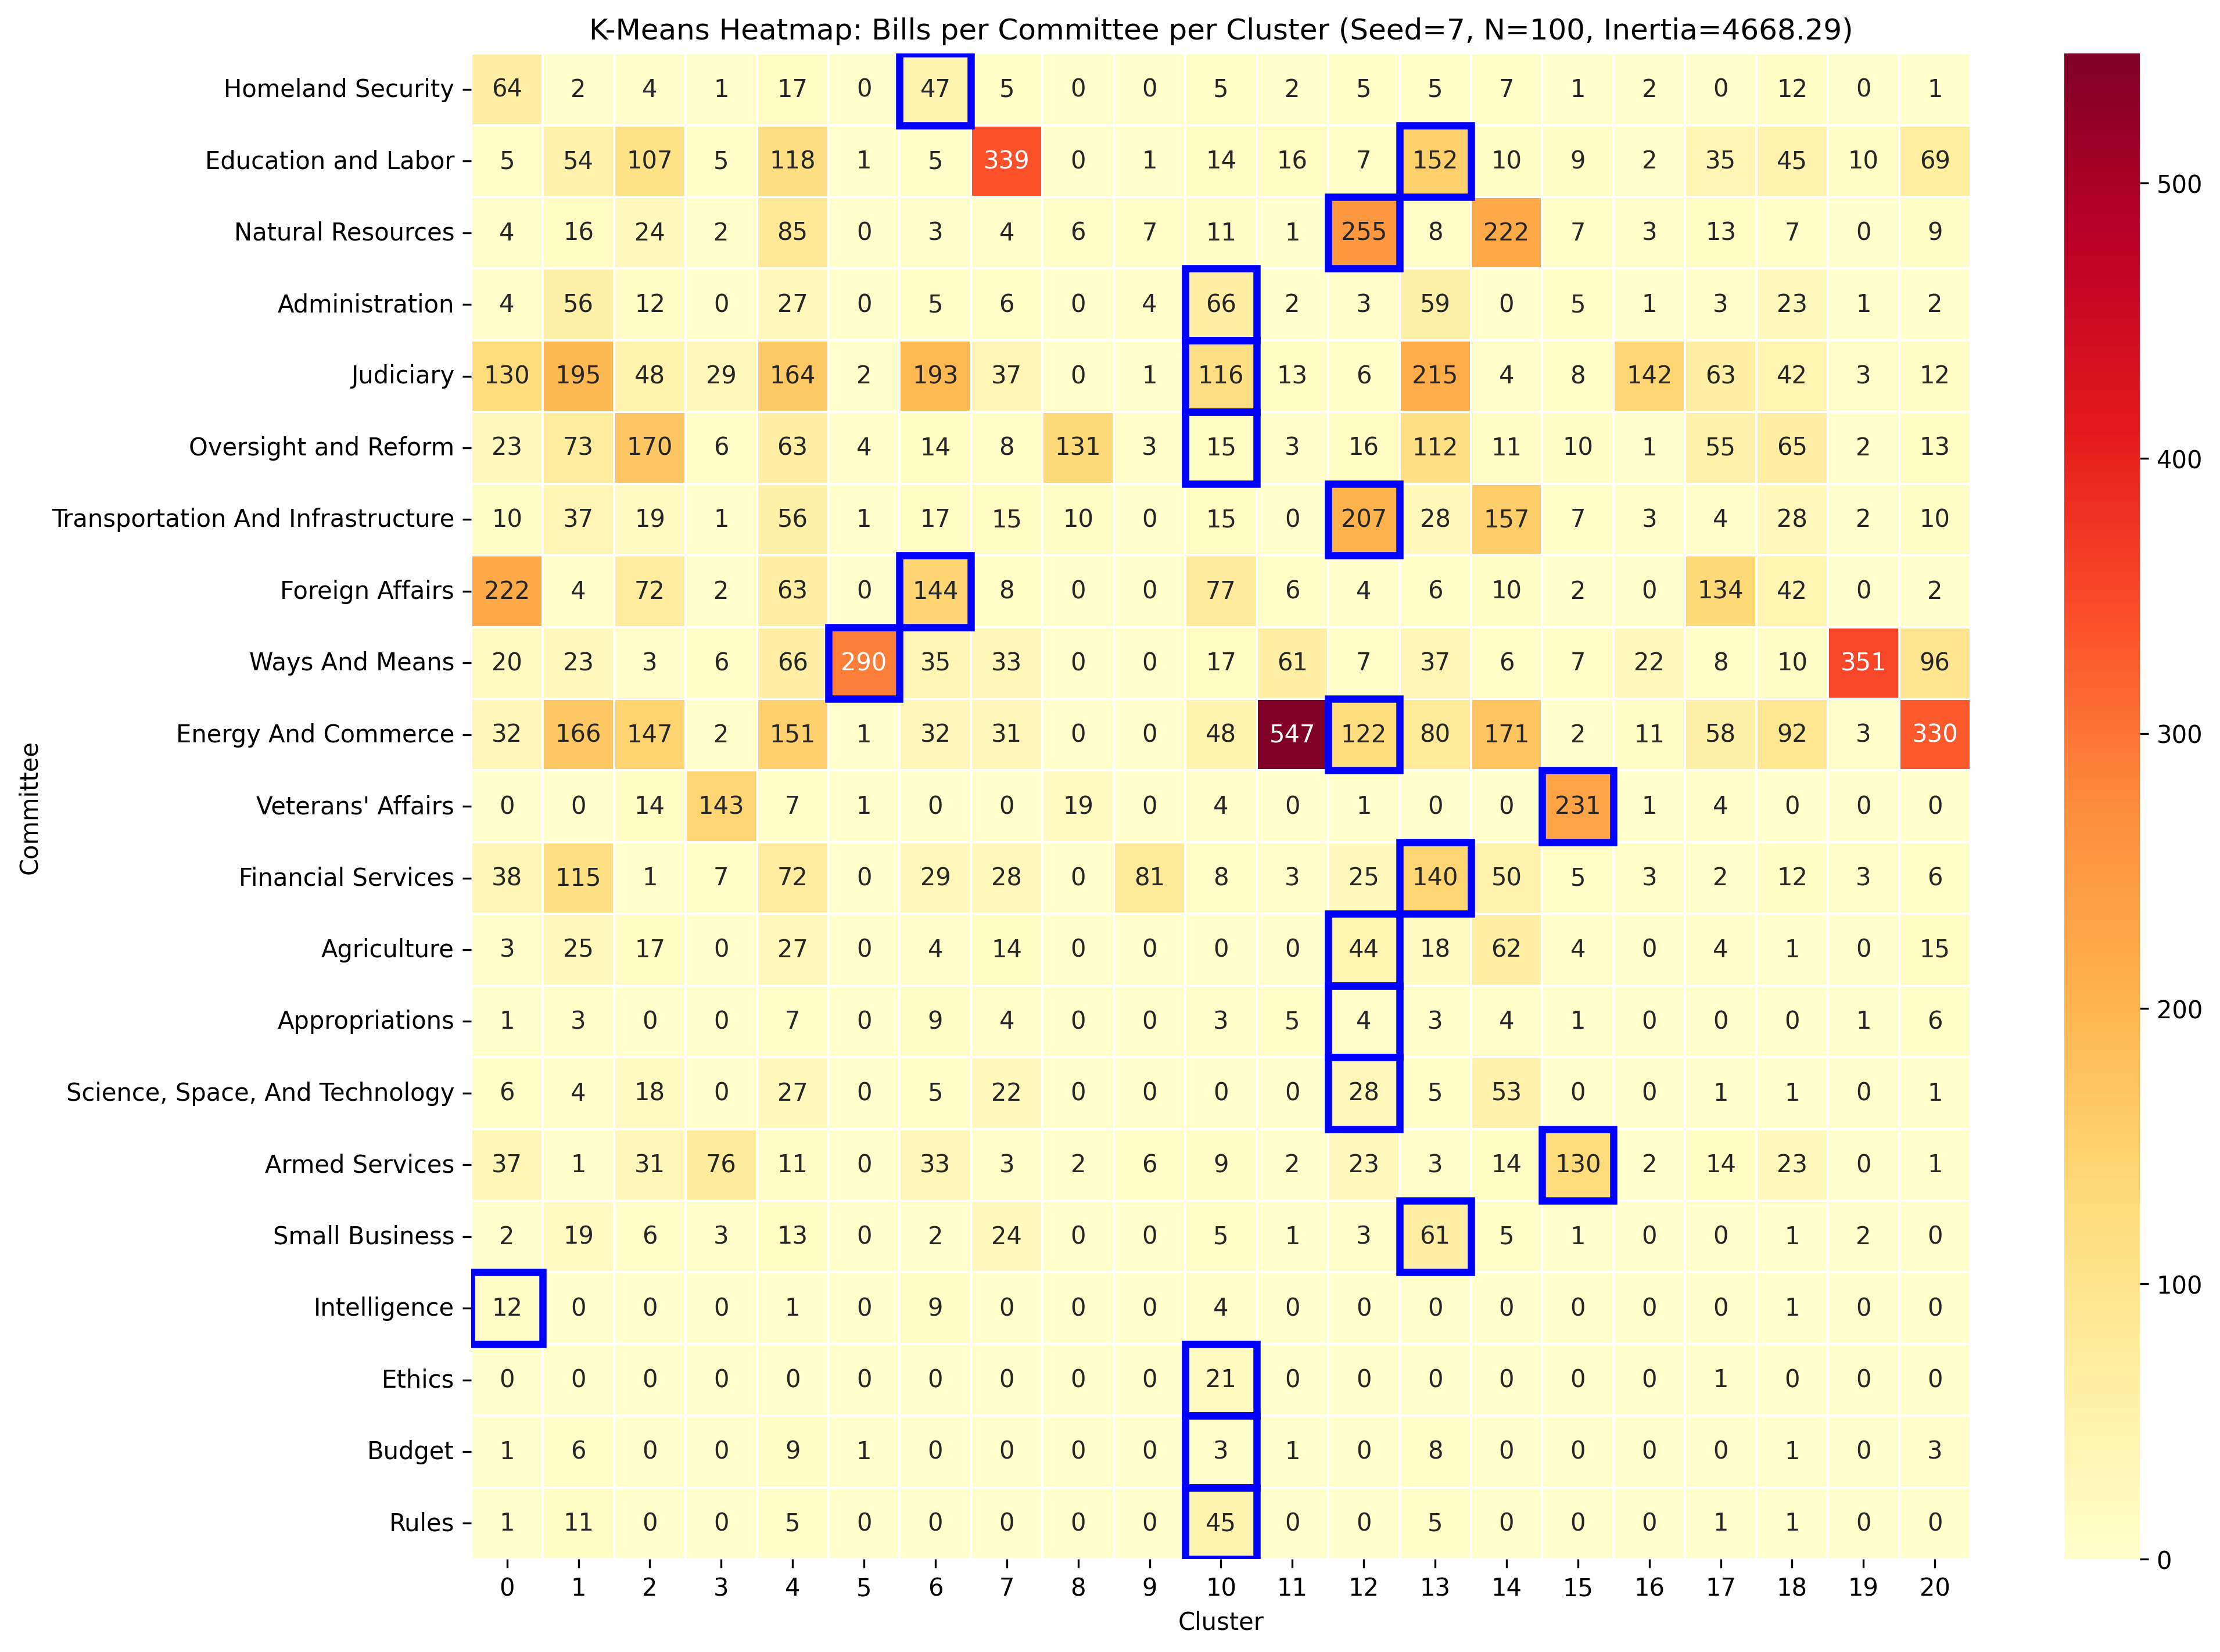 K-Means Heatmap: Bills per Committee per Cluster (Seed=7, N=100, Inertia=4668.29)
Homeland Security 64 2 4 1 17 0 47 5 0 0 5 2 5 5 7 1 2 0 12 0 1
Education and Labor 5 54 107 5 118 1 5 339 0 1 14 16 7 152 10 9 2 35 45 10 69
Natural Resources 4 16 24 2 85 0 3 4 6 7 11 1 255 8 222 7 3 13 7 0 9
Administration 4 56 12 0 27 0 5 6 0 4 66 2 3 59 0 5 1 3 23 1 2
Judiciary 130 195 48 29 164 2 193 37 0 1 116 13 6 215 4 8 142 63 42 3 12
Oversight and Reform 23 73 170 6 63 4 14 8 131 3 15 3 16 112 11 10 1 55 65 2 13
Transportation And Infrastructure 10 37 19 1 56 1 17 15 10 0 15 0 207 28 157 7 3 4 28 2 10
Foreign Affairs 222 4 72 2 63 0 144 8 0 0 77 6 4 6 10 2 0 134 42 0 2
Ways And Means 20 23 3 6 66 290 35 33 0 0 17 61 7 37 6 7 22 8 10 351 96
Energy And Commerce 32 166 147 2 151 1 32 31 0 0 48 547 122 80 171 2 11 58 92 3 330
Veterans' Affairs 0 0 14 143 7 1 0 0 19 0 4 0 1 0 0 231 1 4 0 0 0
Financial Services 38 115 1 7 72 0 29 28 0 81 8 3 25 140 50 5 3 2 12 3 6
Agriculture 3 25 17 0 27 0 4 14 0 0 0 0 44 18 62 4 0 4 1 0 15
Appropriations 1 3 0 0 7 0 9 4 0 0 3 5 4 3 4 1 0 0 0 1 6
Science, Space, And Technology 6 4 18 0 27 0 5 22 0 0 0 0 28 5 53 0 0 1 1 0 1
Armed Services 37 1 31 76 11 0 33 3 2 6 9 2 23 3 14 130 2 14 23 0 1
Small Business 2 19 6 3 13 0 2 24 0 0 5 1 3 61 5 1 0 0 1 2 0
Intelligence 12 0 0 0 1 0 9 0 0 0 4 0 0 0 0 0 0 0 1 0 0
Ethics 0 0 0 0 0 0 0 0 0 0 21 0 0 0 0 0 0 1 0 0 0
Budget 1 6 0 0 9 1 0 0 0 0 3 1 0 8 0 0 0 0 1 0 3
Rules 1 11 0 0 5 0 0 0 0 0 45 0 0 5 0 0 0 1 1 0 0
0 1 2 3 4 5 6 7 8 9 10 11 12 13 14 15 16 17 18 19 20
Cluster
Committee
500
400
300
200
100
0